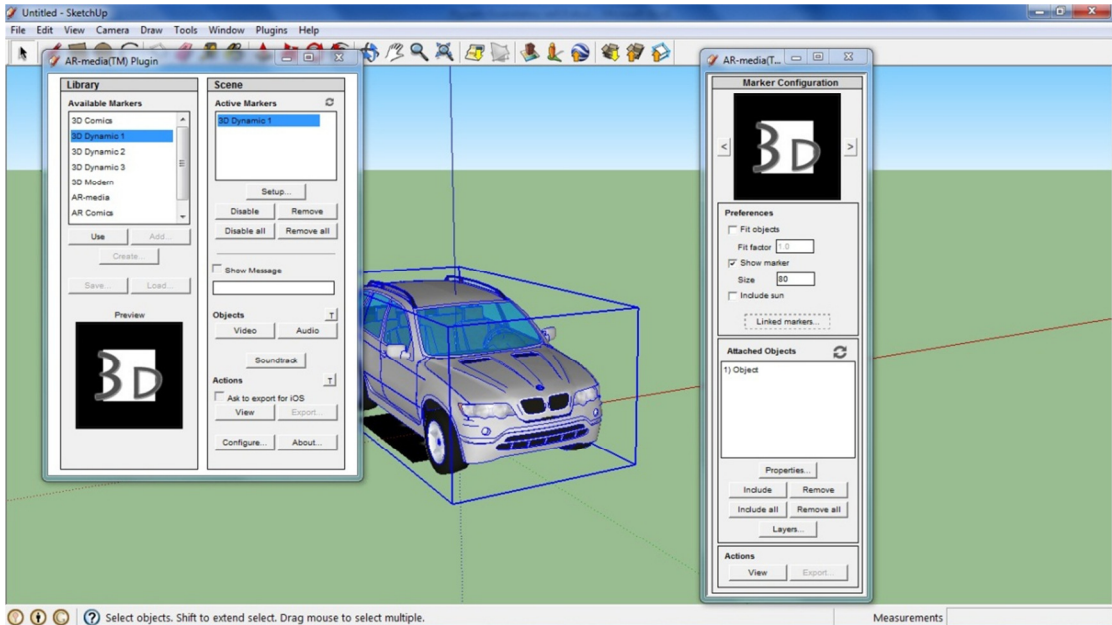 Untitled - SketchUp
File Edit View Camera Draw Tools Window Plugins Help
AR-media(TM) Plugin
Library
Available Markers
3D Comics
3D Dynamic 1
3D Dynamic 2
3D Dynamic 3
3D Modern
AR-media
AR Comics
Use Add...
Create...
Save... Load...
Preview
3D
Scene
Active Markers
3D Dynamic 1
Setup...
Disable Remove
Disable all Remove all
Show Message
Objects T
Video Audio
Soundtrack
Actions T
Ask to export for iOS
View Export...
Configure... About...
AR-media(T...
Marker Configuration
< 3D >
Preferences
Fit objects
Fit factor 1.0
Show marker
Size 80
Include sun
Linked markers...
Attached Objects
1) Object
Properties...
Include Remove
Include all Remove all
Layers...
Actions
View Export...
Select objects. Shift to extend select. Drag mouse to select multiple.
Measurements